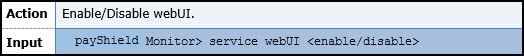 Action Enable/Disable webUI.
Input payShield Monitor> service webUI <enable/disable>